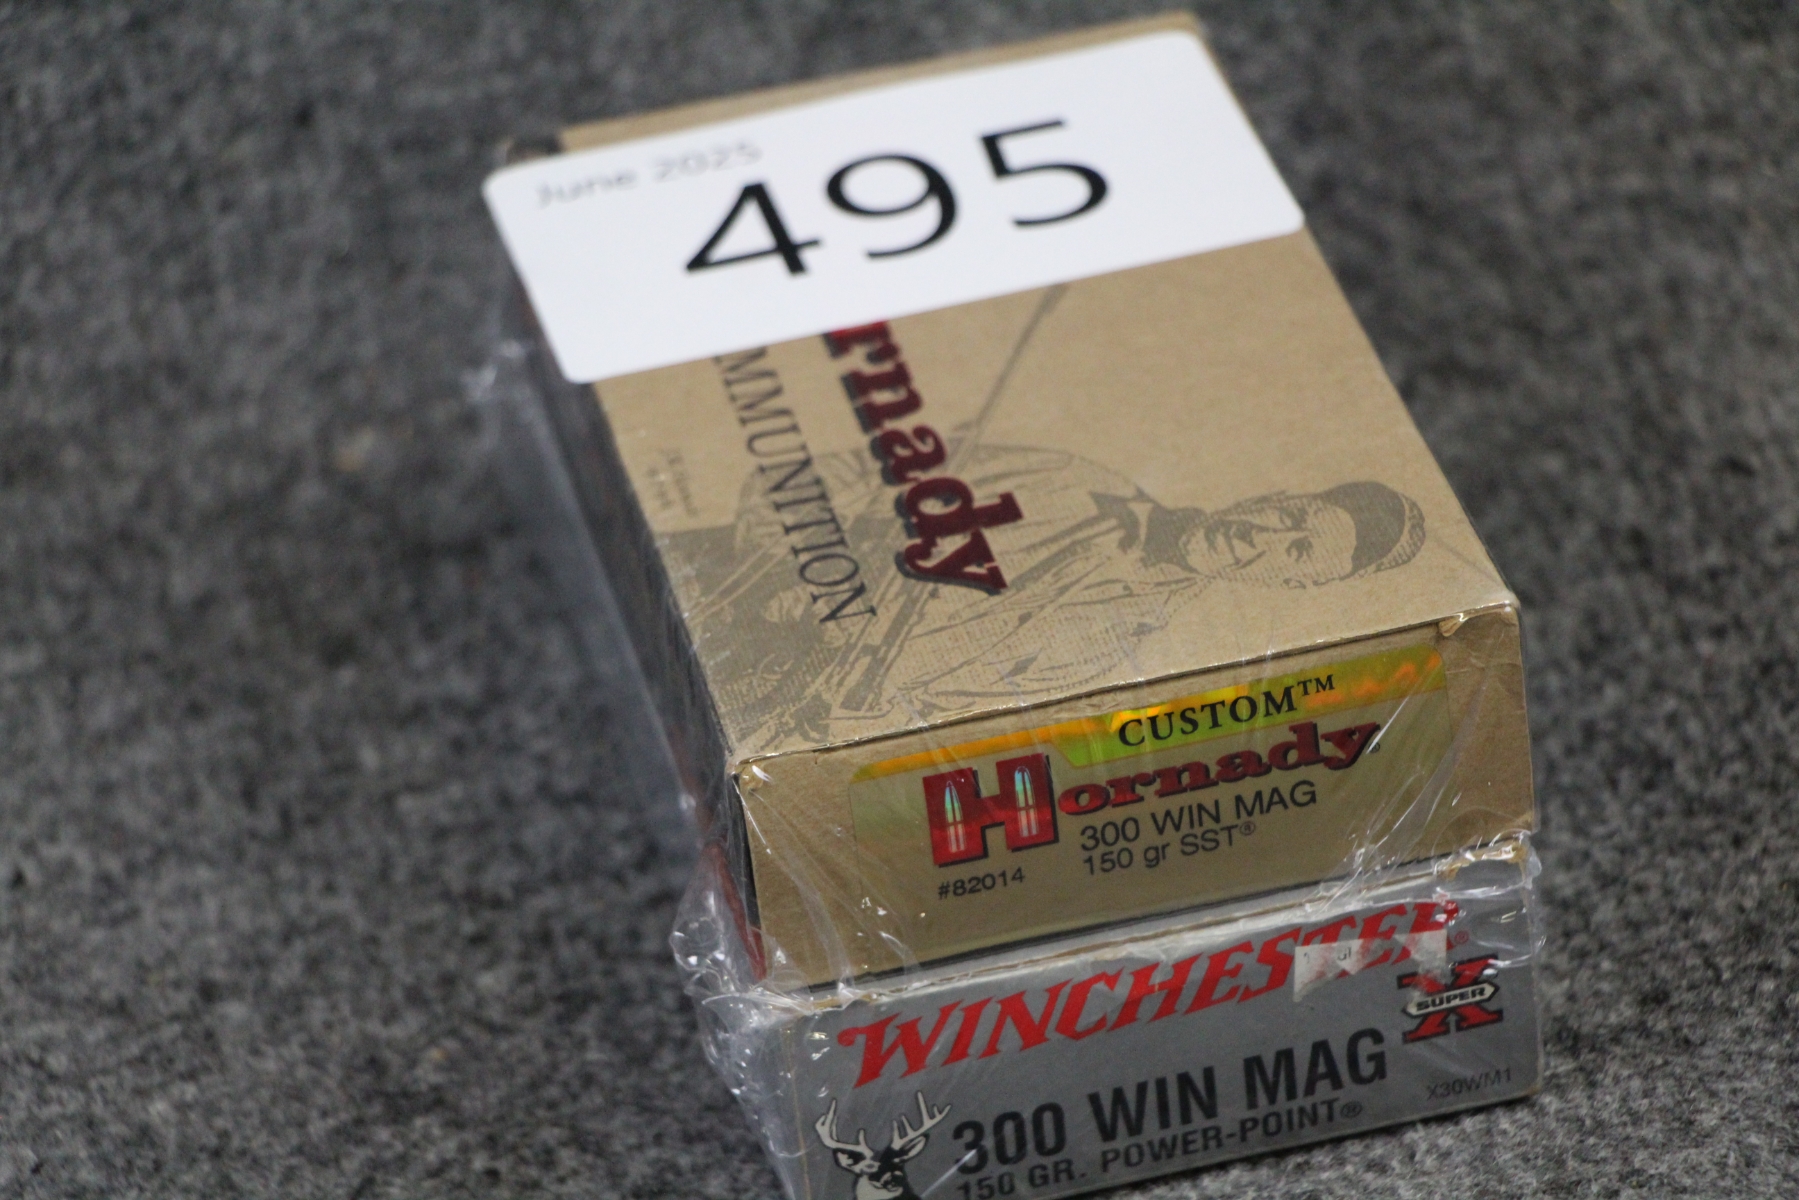 June 2025
495
rnady
MMUNITION
CUSTOM™
Hornady®
300 WIN MAG
150 gr SST®
#82014
WINCHESTER®
SUPER X
300 WIN MAG
X30WM1
150 GR. POWER-POINT®